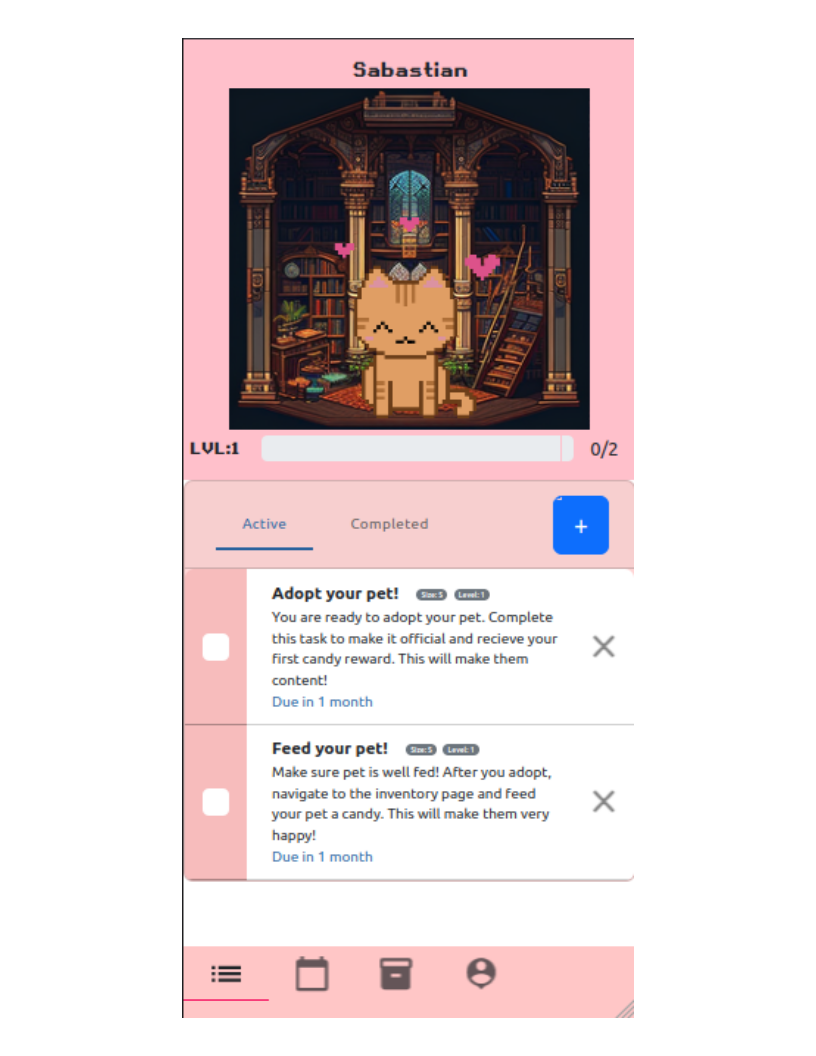 Sabastian
LVL:1 0/2
Active Completed +
Adopt your pet! Size: S Level: 1
You are ready to adopt your pet. Complete
this task to make it official and recieve your
first candy reward. This will make them
content!
Due in 1 month
Feed your pet! Size: S Level: 1
Make sure pet is well fed! After you adopt,
navigate to the inventory page and feed
your pet a candy. This will make them very
happy!
Due in 1 month